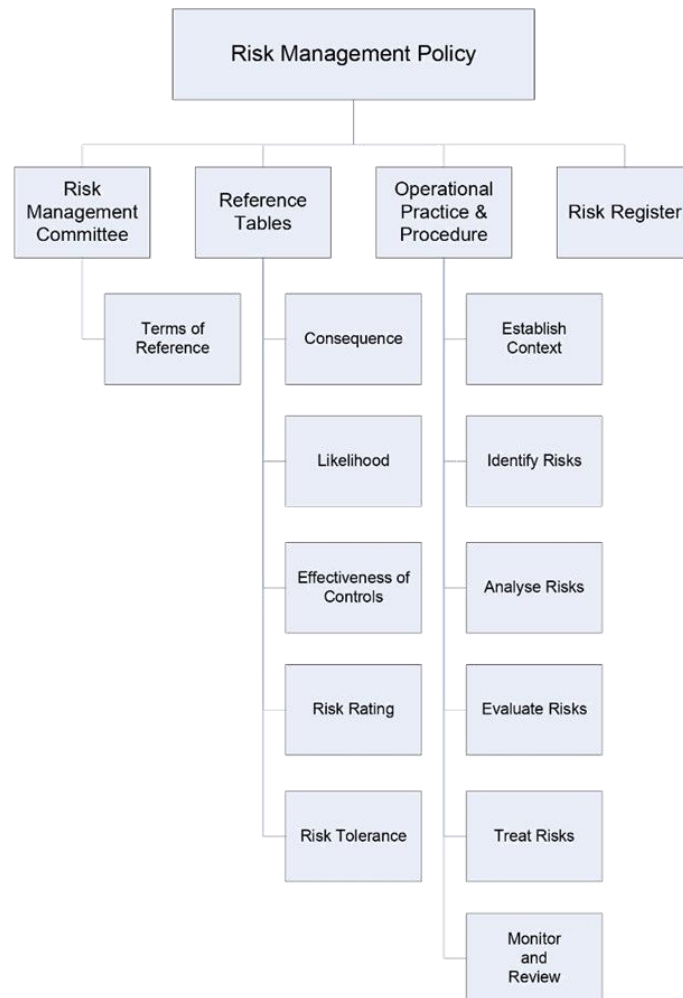 Risk Management Policy
Risk
Management
Committee
Reference
Tables
Operational
Practice &
Procedure
Risk Register
Terms of
Reference
Consequence
Establish
Context
Likelihood
Identify Risks
Effectiveness of
Controls
Analyse Risks
Risk Rating
Evaluate Risks
Risk Tolerance
Treat Risks
Monitor
and
Review